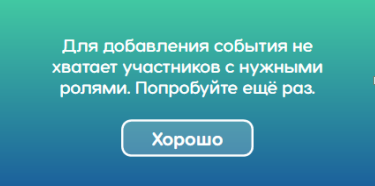 Для добавления события не
хватает участников с нужными
ролями. Попробуйте ещё раз.
Хорошо